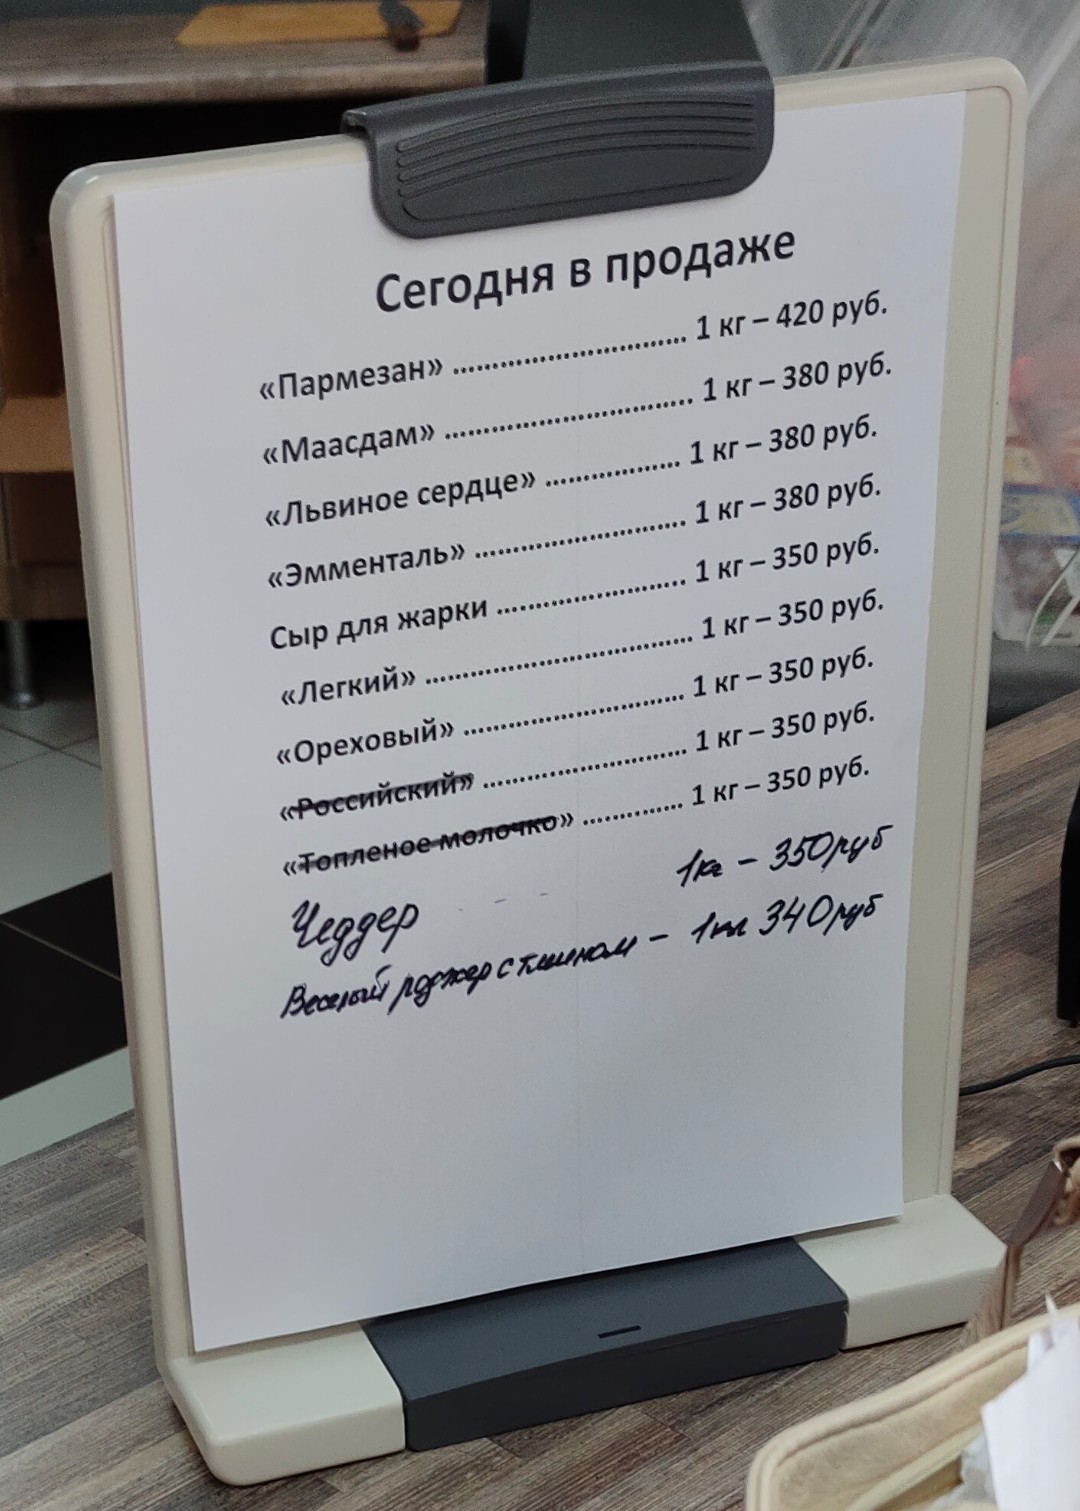 Сегодня в продаже
«Пармезан» .............................. 1 кг – 420 руб.
«Маасдам» ................................ 1 кг – 380 руб.
«Львиное сердце» ................. 1 кг – 380 руб.
«Эмменталь» ........................... 1 кг – 380 руб.
Сыр для жарки ........................ 1 кг – 350 руб.
«Легкий» .................................. 1 кг – 350 руб.
«Ореховый» ............................ 1 кг – 350 руб.
«Российский» .......................... 1 кг – 350 руб.
«Топленое молочко» ............. 1 кг – 350 руб.
Чеддер - - 1кг – 350руб
Веселый роджер с тмином – 1кг 340руб